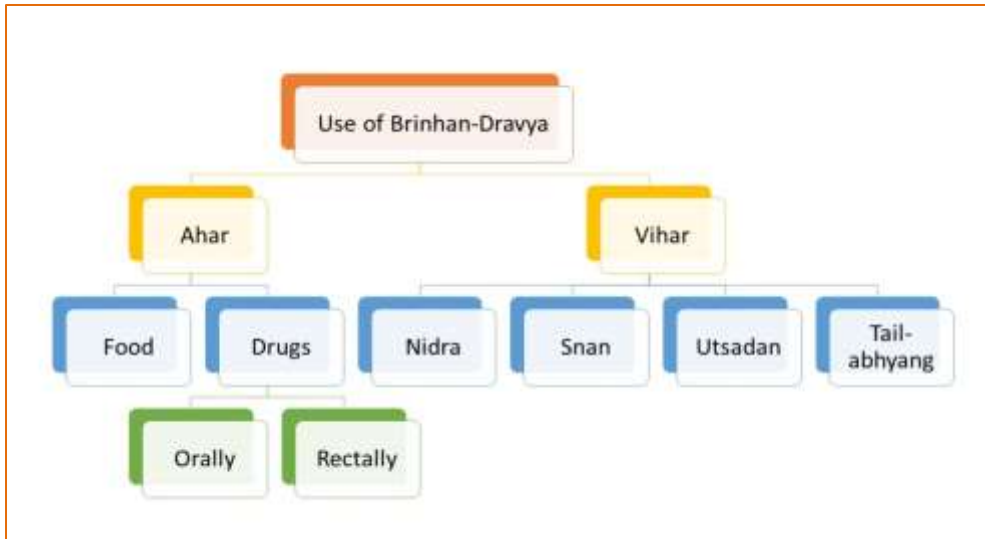 Use of Brinhan-Dravya
Ahar
Vihar
Food
Drugs
Nidra
Snan
Utsadan
Tail-
abhyang
Orally
Rectally